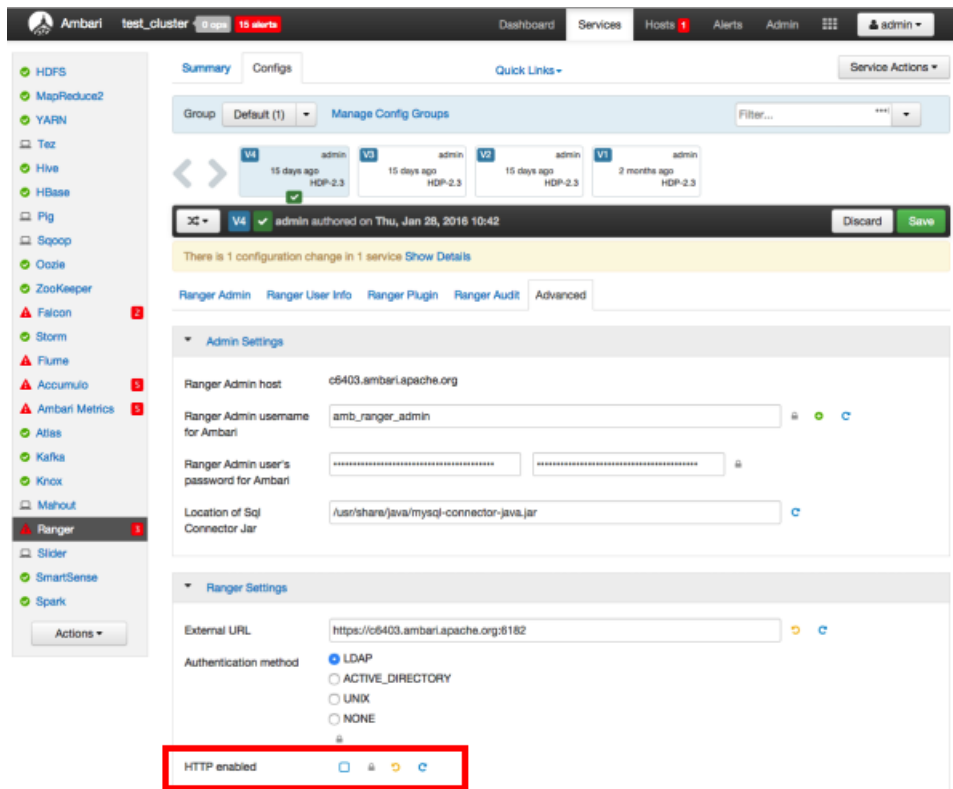 Ambari test_cluster 0 ops 15 alerts Dashboard Services Hosts 1 Alerts Admin admin
Summary Configs Quick Links Service Actions
Group Default (1) Manage Config Groups Filter...
V4 admin V3 admin V2 admin V1 admin
15 days ago 15 days ago 15 days ago 2 months ago
HDP-2.3 HDP-2.3 HDP-2.3 HDP-2.3
V4 admin authored on Thu, Jan 28, 2016 10:42 Discard Save
There is 1 configuration change in 1 service Show Details
Ranger Admin Ranger User Info Ranger Plugin Ranger Audit Advanced
HDFS
MapReduce2
YARN
Tez
Hive
HBase
Pig
Sqoop
Oozie
ZooKeeper
Falcon 2
Storm
Flume
Accumulo 5
Ambari Metrics 5
Atlas
Kafka
Knox
Mahout
Ranger 3
Slider
SmartSense
Spark
Actions
Admin Settings
Ranger Admin host c6403.ambari.apache.org
Ranger Admin username amb_ranger_admin
for Ambari
Ranger Admin user's
password for Ambari
Location of Sql /usr/share/java/mysql-connector-java.jar
Connector Jar
Ranger Settings
External URL https://c6403.ambari.apache.org:6182
Authentication method LDAP
ACTIVE_DIRECTORY
UNIX
NONE
HTTP enabled